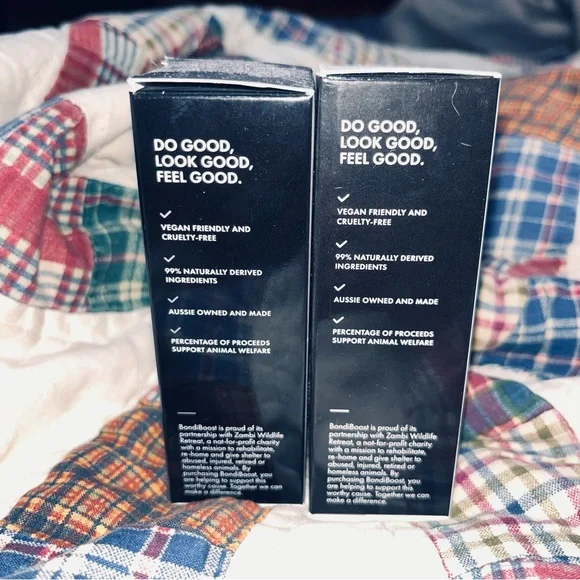 DO GOOD,
LOOK GOOD,
FEEL GOOD.
VEGAN FRIENDLY AND
CRUELTY-FREE
99% NATURALLY DERIVED
INGREDIENTS
AUSSIE OWNED AND MADE
PERCENTAGE OF PROCEEDS
SUPPORT ANIMAL WELFARE
BondiBoost is proud of its
partnership with Zambi Wildlife
Retreat, a not-for-profit charity
with a mission to rehabilitate,
re-home and give shelter to
abused, injured, retired or
homeless animals. By
purchasing BondiBoost, you
are helping to support this
worthy cause. Together we can
make a difference.
DO GOOD,
LOOK GOOD,
FEEL GOOD.
VEGAN FRIENDLY AND
CRUELTY-FREE
99% NATURALLY DERIVED
INGREDIENTS
AUSSIE OWNED AND MADE
PERCENTAGE OF PROCEEDS
SUPPORT ANIMAL WELFARE
BondiBoost is proud of its
partnership with Zambi Wildlife
Retreat, a not-for-profit charity
with a mission to rehabilitate,
re-home and give shelter to
abused, injured, retired or
homeless animals. By
purchasing BondiBoost, you
are helping to support this
worthy cause. Together we can
make a difference.